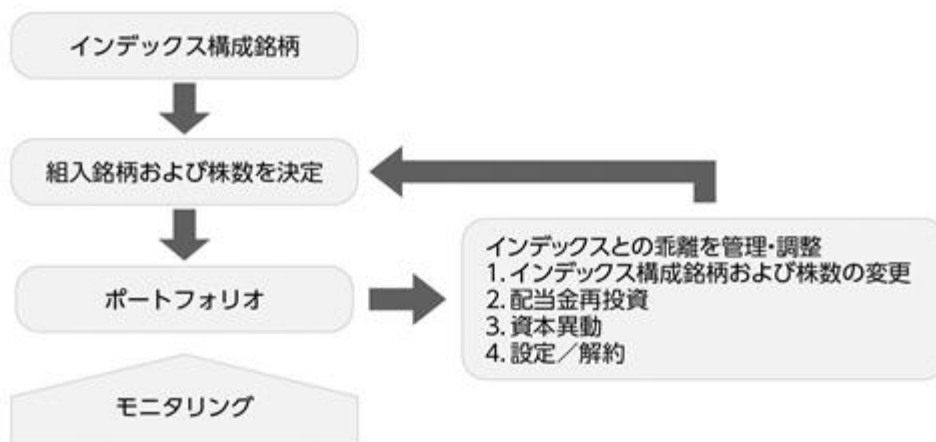 インデックス構成銘柄
組入銘柄および株数を決定
ポートフォリオ
インデックスとの乖離を管理・調整
1. インデックス構成銘柄および株数の変更
2. 配当金再投資
3. 資本異動
4. 設定／解約
モニタリング